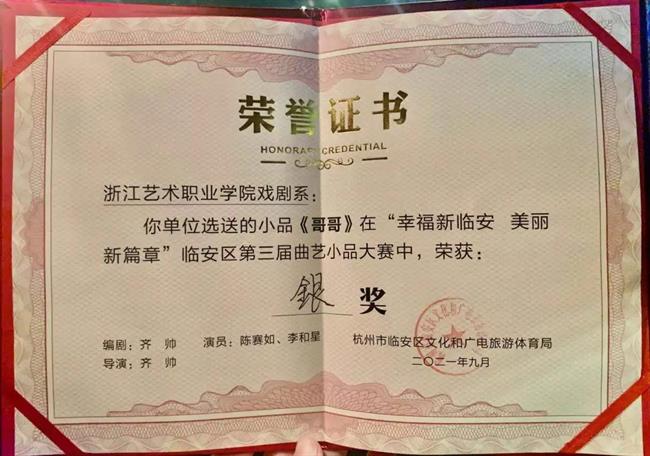 荣誉证书
HONORARY CREDENTIAL
浙江艺术职业学院戏剧系：
你单位选送的小品《哥哥》在“幸福新临安 美丽
新篇章”临安区第三届曲艺小品大赛中，荣获：
銀 奖
编剧：齐 帅 演员：陈赛如、李和星
导演：齐 帅
杭州市临安区文化和广电旅游体育局
二〇二一年九月